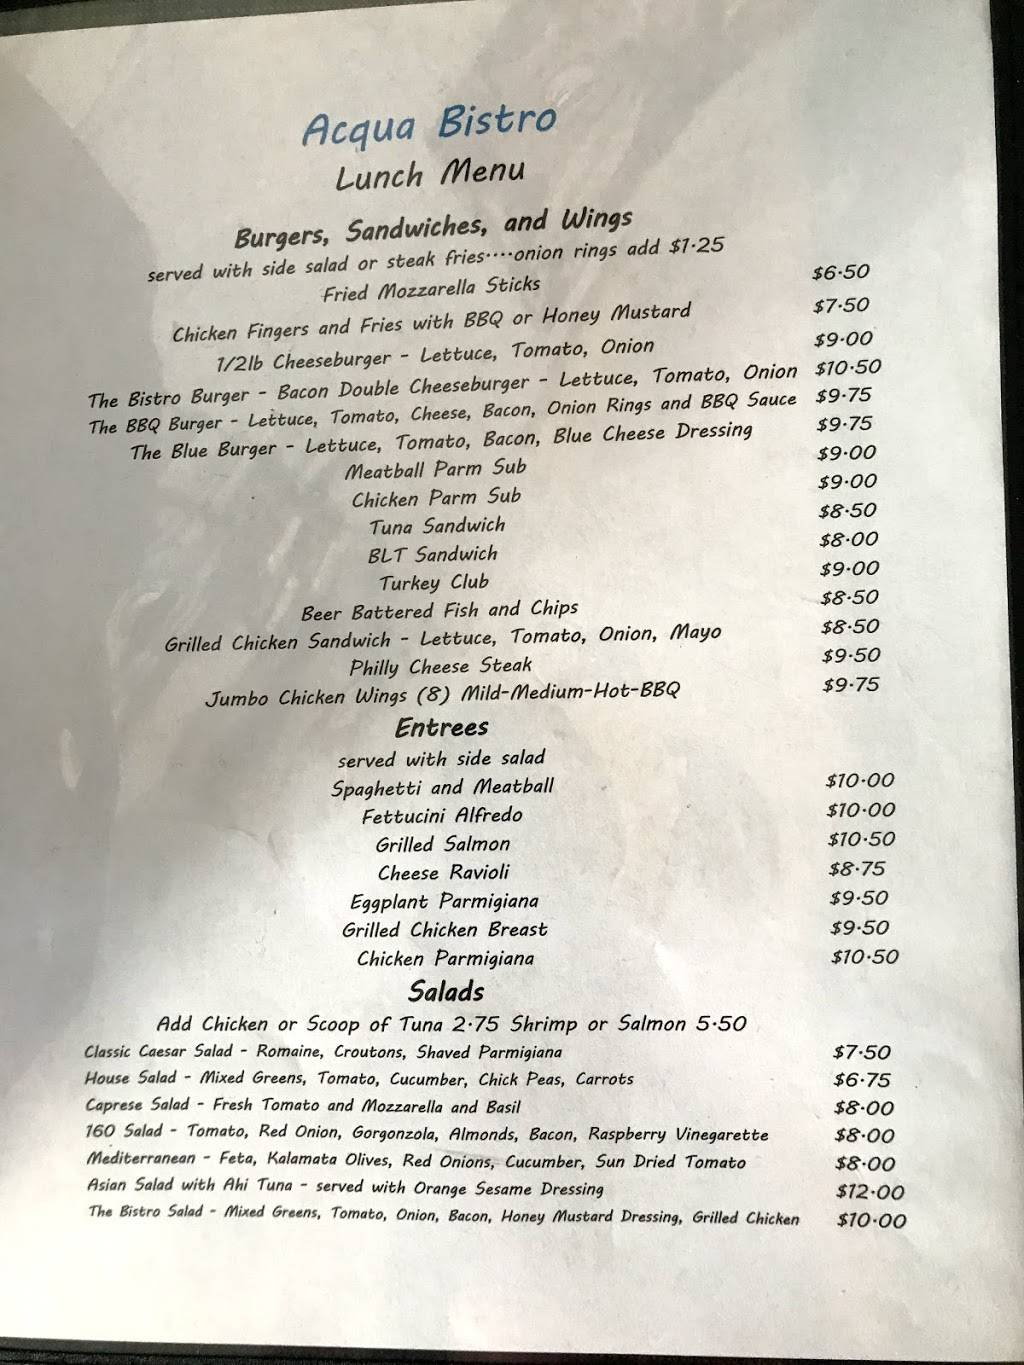 Acqua Bistro
Lunch Menu
Burgers, Sandwiches, and Wings
served with side salad or steak fries....onion rings add $1.25
Fried Mozzarella Sticks $6.50
Chicken Fingers and Fries with BBQ or Honey Mustard $7.50
1/2lb Cheeseburger - Lettuce, Tomato, Onion $9.00
The Bistro Burger - Bacon Double Cheeseburger - Lettuce, Tomato, Onion $10.50
The BBQ Burger - Lettuce, Tomato, Cheese, Bacon, Onion Rings and BBQ Sauce $9.75
The Blue Burger - Lettuce, Tomato, Bacon, Blue Cheese Dressing $9.75
Meatball Parm Sub $9.00
Chicken Parm Sub $9.00
Tuna Sandwich $8.50
BLT Sandwich $8.00
Turkey Club $9.00
Beer Battered Fish and Chips $8.50
Grilled Chicken Sandwich - Lettuce, Tomato, Onion, Mayo $8.50
Philly Cheese Steak $9.50
Jumbo Chicken Wings (8) Mild-Medium-Hot-BBQ $9.75
Entrees
served with side salad
Spaghetti and Meatball $10.00
Fettucini Alfredo $10.00
Grilled Salmon $10.50
Cheese Ravioli $8.75
Eggplant Parmigiana $9.50
Grilled Chicken Breast $9.50
Chicken Parmigiana $10.50
Salads
Add Chicken or Scoop of Tuna 2.75 Shrimp or Salmon 5.50
Classic Caesar Salad - Romaine, Croutons, Shaved Parmigiana $7.50
House Salad - Mixed Greens, Tomato, Cucumber, Chick Peas, Carrots $6.75
Caprese Salad - Fresh Tomato and Mozzarella and Basil $8.00
160 Salad - Tomato, Red Onion, Gorgonzola, Almonds, Bacon, Raspberry Vinegarette $8.00
Mediterranean - Feta, Kalamata Olives, Red Onions, Cucumber, Sun Dried Tomato $8.00
Asian Salad with Ahi Tuna - served with Orange Sesame Dressing $12.00
The Bistro Salad - Mixed Greens, Tomato, Onion, Bacon, Honey Mustard Dressing, Grilled Chicken $10.00